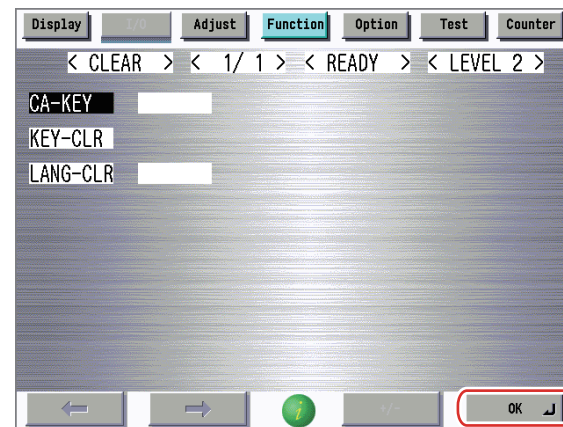 Display I/O Adjust Function Option Test Counter
< CLEAR > < 1/ 1 > < READY > < LEVEL 2 >
CA-KEY
KEY-CLR
LANG-CLR
i +/- OK